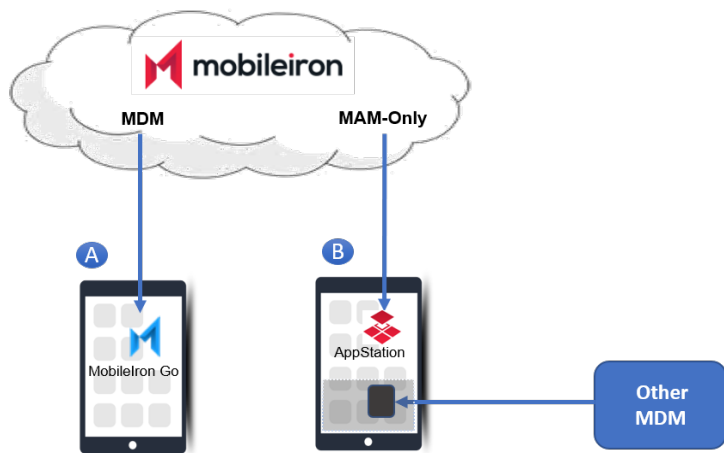 mobileiron
MDM
MAM-Only
A
B
MobileIron Go
AppStation
Other
MDM